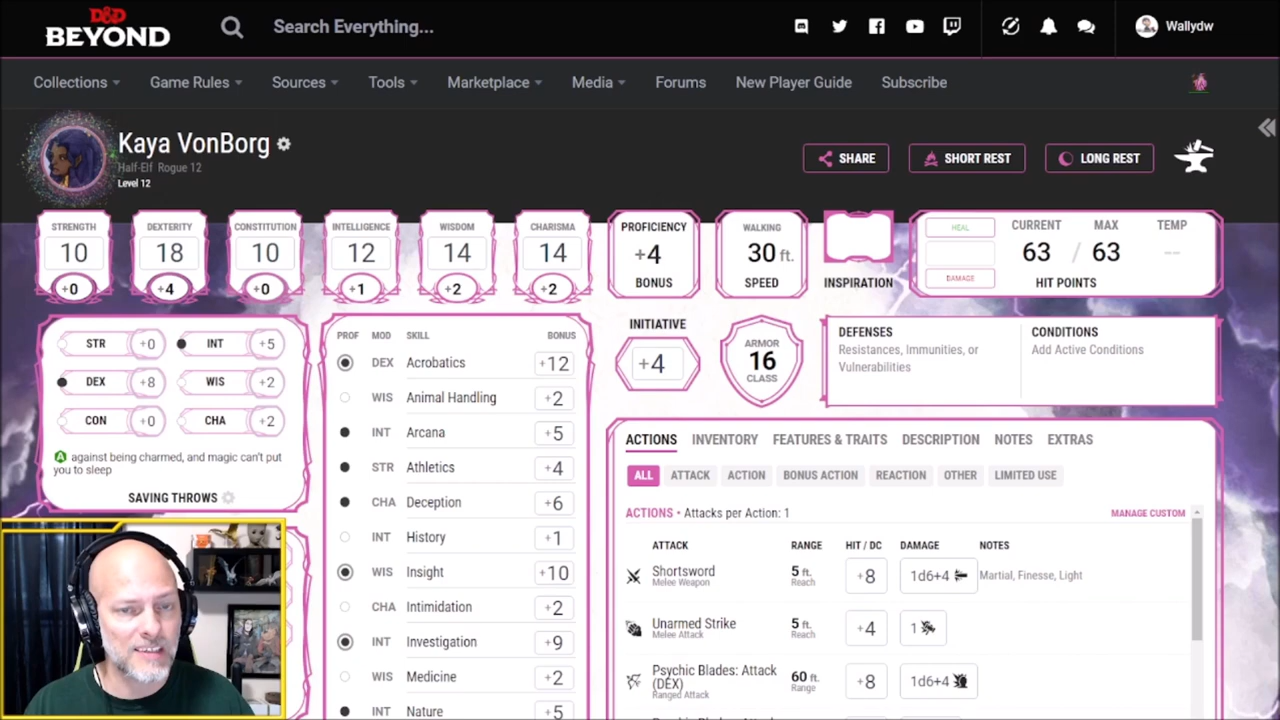 D&D
BEYOND
Search Everything...
Wallydw
Collections
Game Rules
Sources
Tools
Marketplace
Media
Forums
New Player Guide
Subscribe
Kaya VonBorg
Half-Elf Rogue 12
Level 12
SHARE
SHORT REST
LONG REST
STRENGTH
10
+0
DEXTERITY
18
+4
CONSTITUTION
10
+0
INTELLIGENCE
12
+1
WISDOM
14
+2
CHARISMA
14
+2
PROFICIENCY
+4
BONUS
WALKING
30 ft.
SPEED
INSPIRATION
HEAL
DAMAGE
CURRENT
63
/
MAX
63
TEMP
--
HIT POINTS
STR +0
INT +5
DEX +8
WIS +2
CON +0
CHA +2
A against being charmed, and magic can't put
you to sleep
SAVING THROWS
PROF MOD SKILL BONUS
DEX Acrobatics +12
WIS Animal Handling +2
INT Arcana +5
STR Athletics +4
CHA Deception +6
INT History +1
WIS Insight +10
CHA Intimidation +2
INT Investigation +9
WIS Medicine +2
INT Nature +5
INITIATIVE
+4
ARMOR
16
CLASS
DEFENSES
Resistances, Immunities, or
Vulnerabilities
CONDITIONS
Add Active Conditions
ACTIONS INVENTORY FEATURES & TRAITS DESCRIPTION NOTES EXTRAS
ALL ATTACK ACTION BONUS ACTION REACTION OTHER LIMITED USE
ACTIONS • Attacks per Action: 1
MANAGE CUSTOM
ATTACK RANGE HIT / DC DAMAGE NOTES
Shortsword 5 ft. +8 1d6+4 Martial, Finesse, Light
Melee Weapon Reach
Unarmed Strike 5 ft. +4 1
Melee Attack Reach
Psychic Blades: Attack 60 ft. +8 1d6+4
(DEX) Range
Ranged Attack